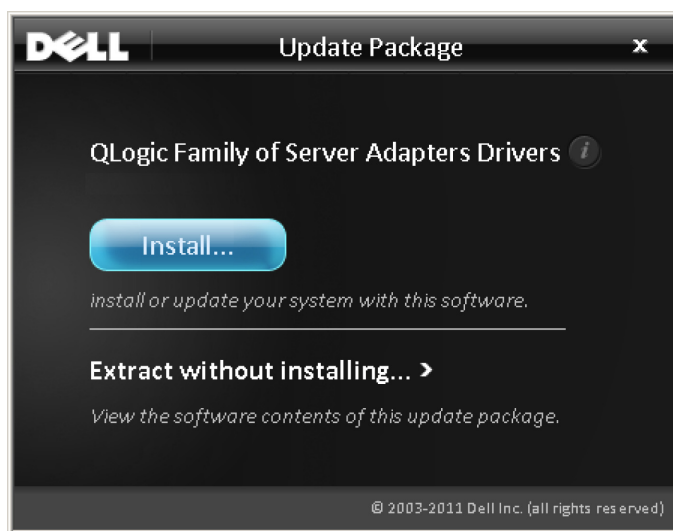 DELL
Update Package
x
QLogic Family of Server Adapters Drivers i
Install...
install or update your system with this software.
Extract without installing... >
View the software contents of this update package.
© 2003-2011 Dell Inc. (all rights reserved)